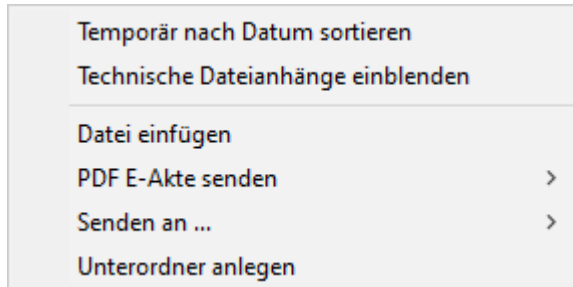 Temporär nach Datum sortieren
Technische Dateianhänge einblenden
Datei einfügen
PDF E-Akte senden
Senden an ...
Unterordner anlegen